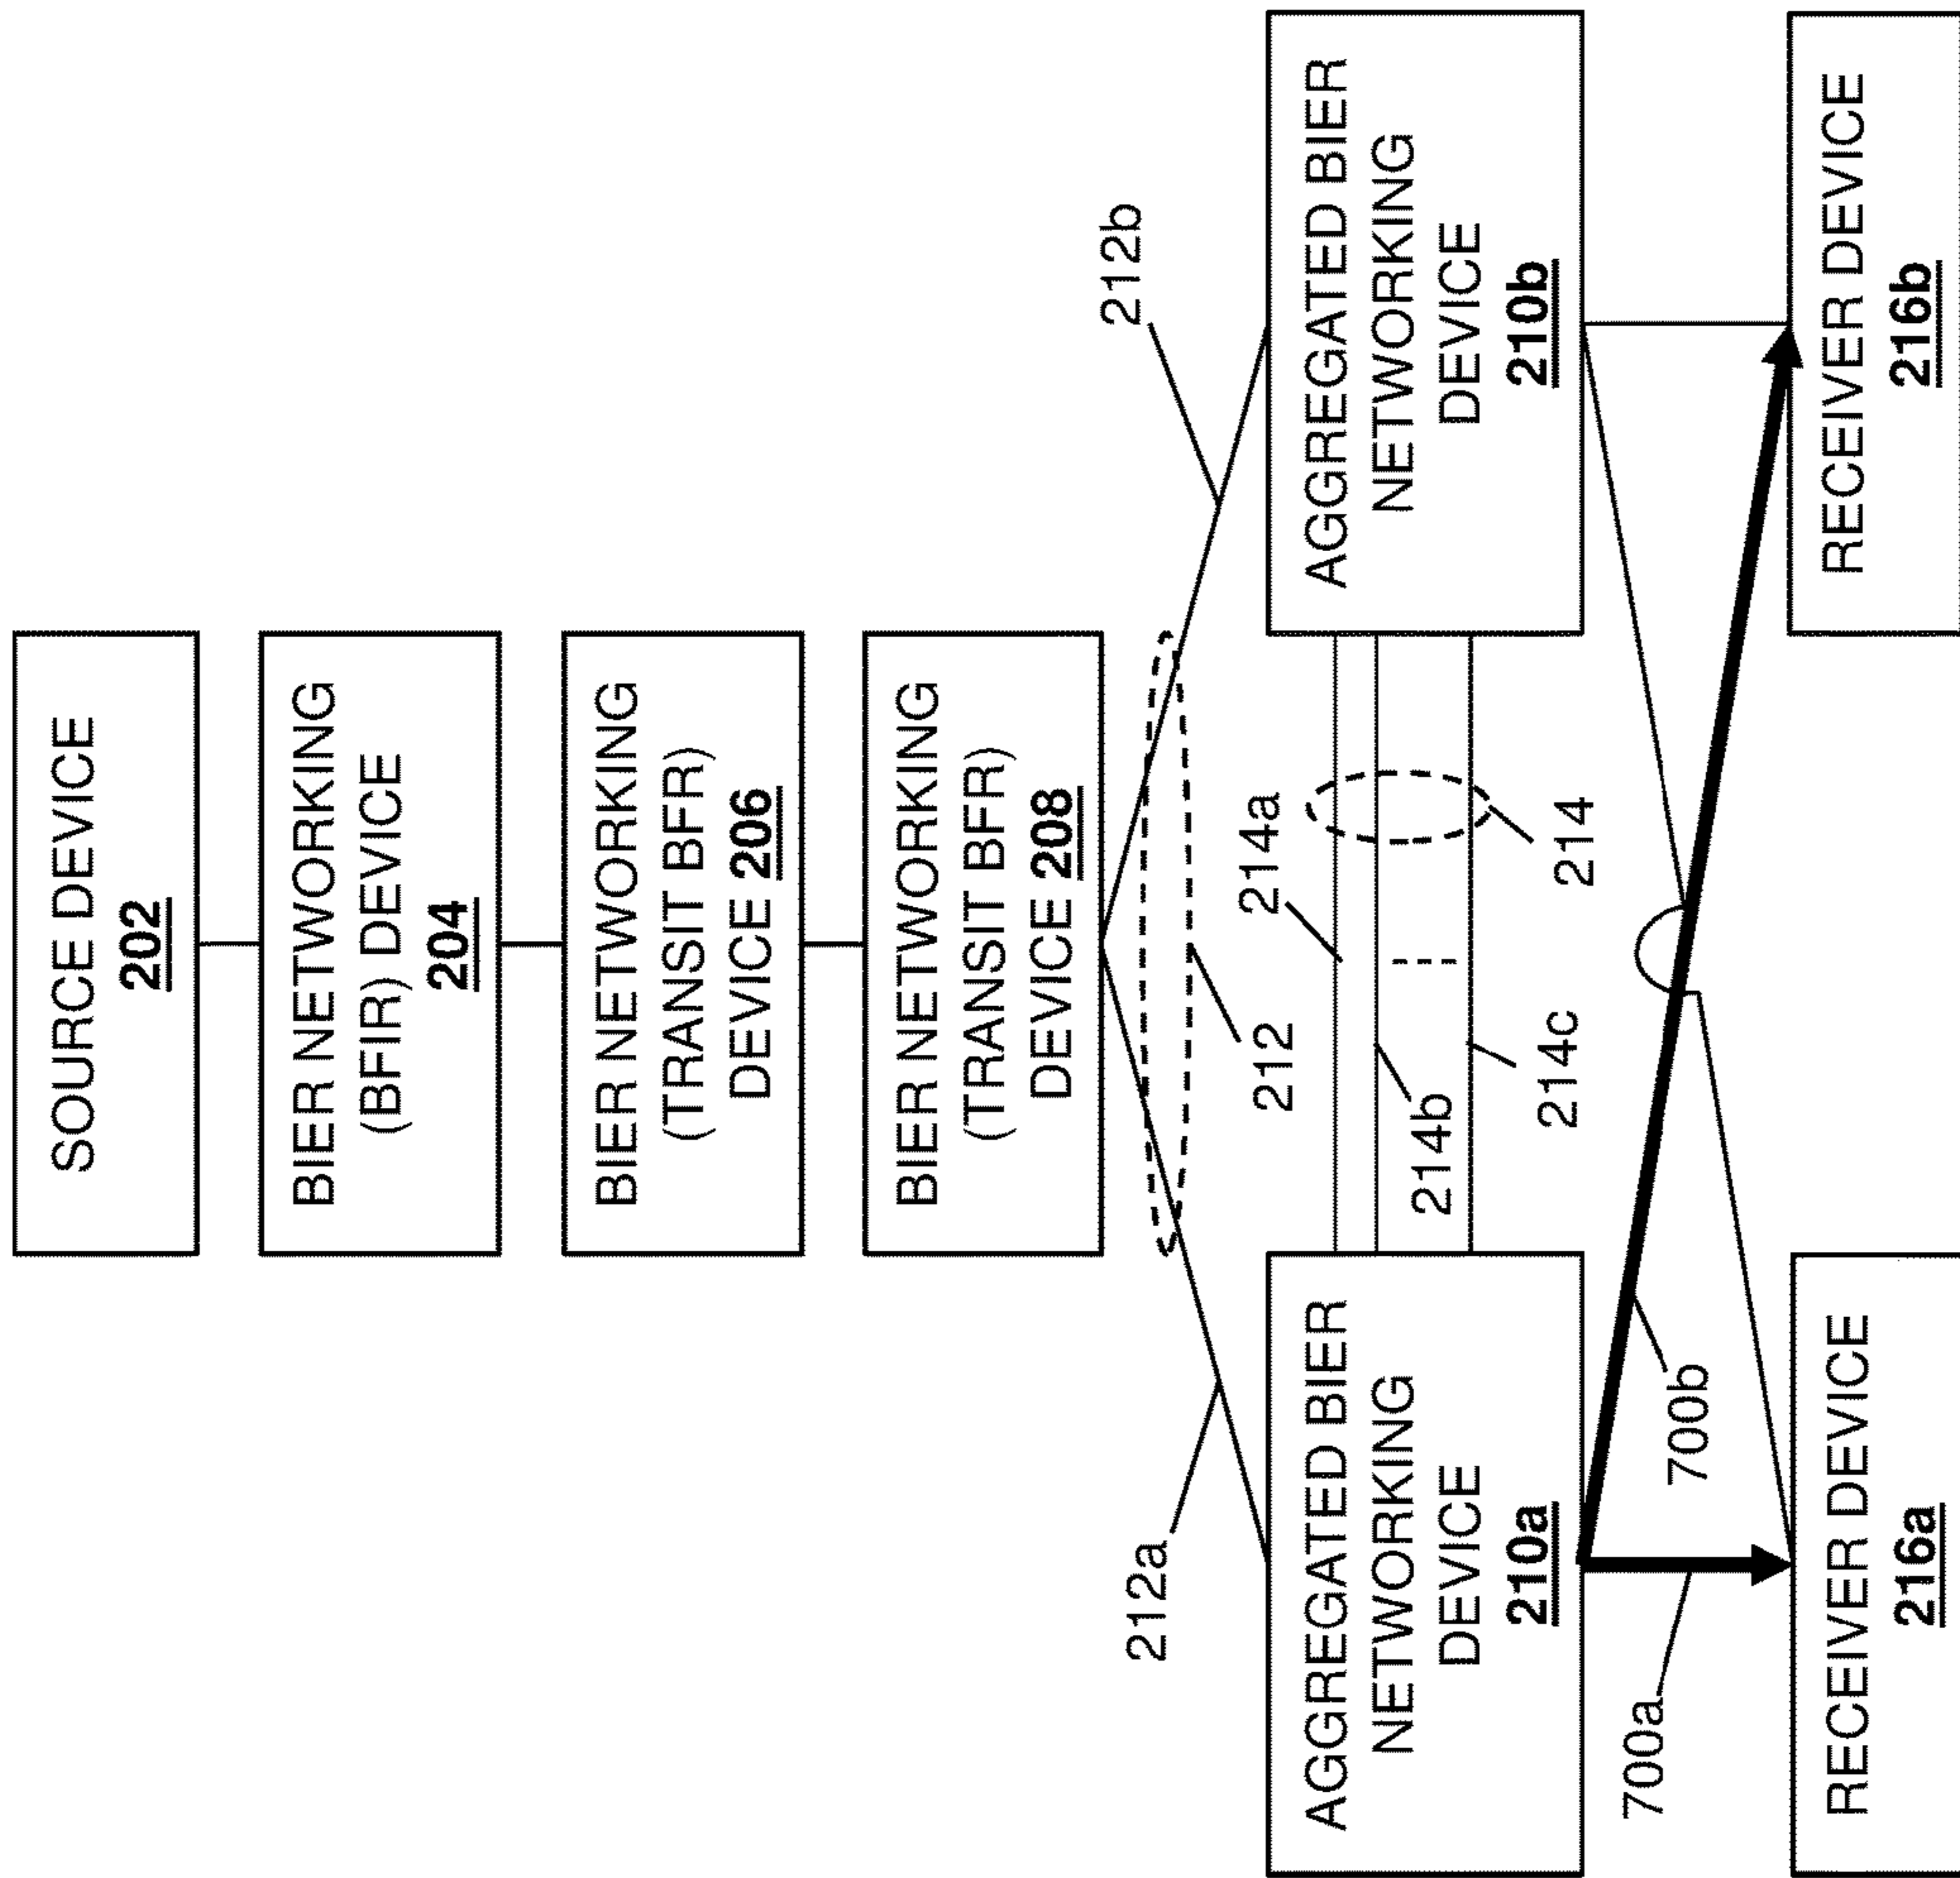 SOURCE DEVICE
202
BIER NETWORKING
(BFIR) DEVICE
204
BIER NETWORKING
(TRANSIT BFR)
DEVICE 206
BIER NETWORKING
(TRANSIT BFR)
DEVICE 208
212a
212b
212
AGGREGATED BIER
NETWORKING
DEVICE
210a
214a
214b
214c
214
AGGREGATED BIER
NETWORKING
DEVICE
210b
700a
700b
RECEIVER DEVICE
216a
RECEIVER DEVICE
216b